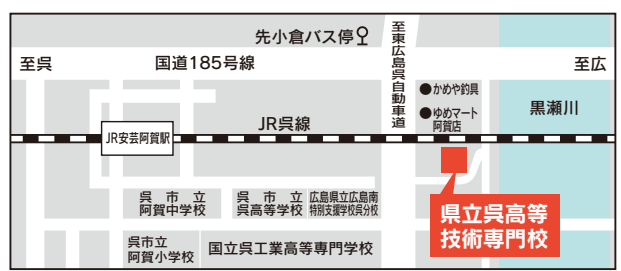 先小倉バス停
至呉
国道185号線
至東広島呉自動車道
至広
●かめや釣具
●ゆめマート
阿賀店
黒瀬川
JR呉線
JR安芸阿賀駅
呉市立
阿賀中学校
呉市立
呉高等学校
広島県立広島南
特別支援学校呉分校
県立呉高等
技術専門校
呉市立
阿賀小学校
国立呉工業高等専門学校